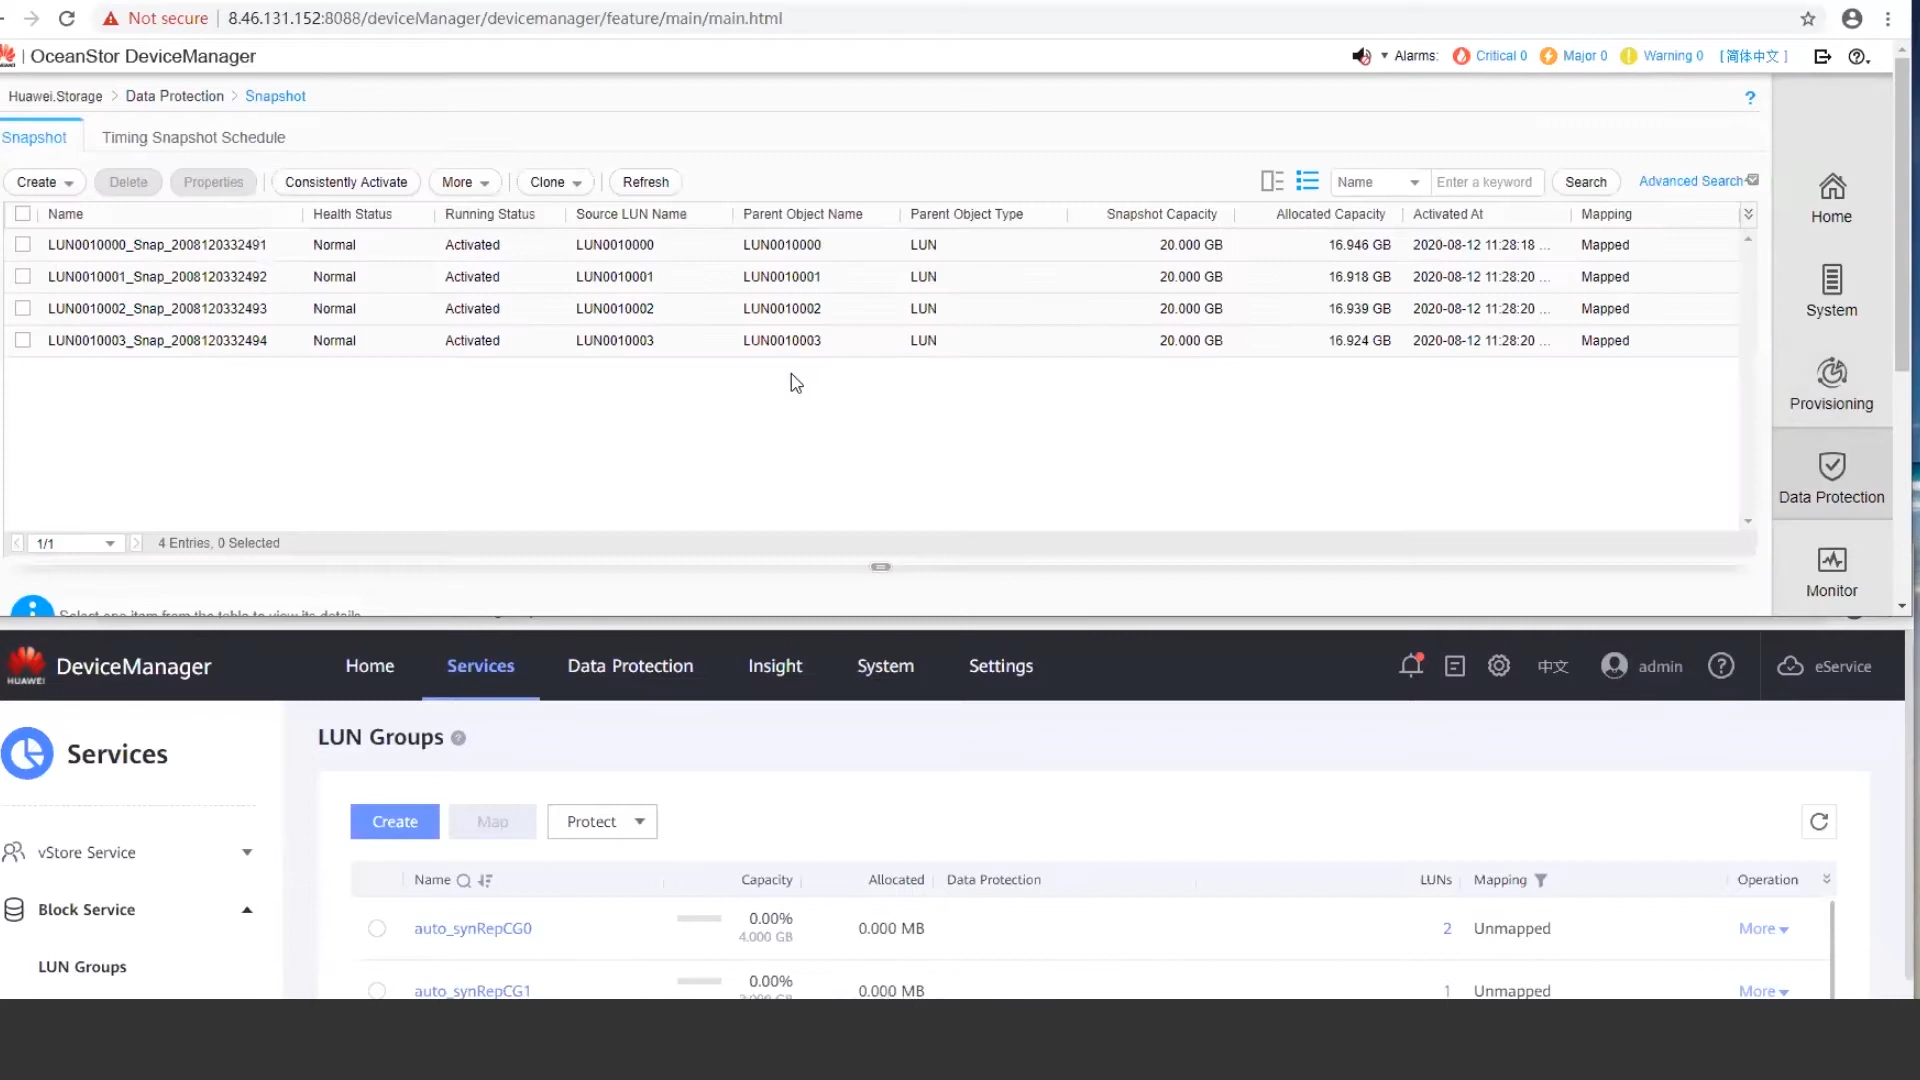 Not secure 8.46.131.152:8088/deviceManager/devicemanager/feature/main/main.html
OceanStor DeviceManager Alarms: Critical 0 Major 0 Warning 0 [简体中文]
Huawei.Storage > Data Protection > Snapshot
Snapshot Timing Snapshot Schedule
Create Delete Properties Consistently Activate More Clone Refresh Name Enter a keyword Search Advanced Search
Name Health Status Running Status Source LUN Name Parent Object Name Parent Object Type Snapshot Capacity Allocated Capacity Activated At Mapping
LUN0010000_Snap_2008120332491 Normal Activated LUN0010000 LUN0010000 LUN 20.000 GB 16.946 GB 2020-08-12 11:28:18 ... Mapped
LUN0010001_Snap_2008120332492 Normal Activated LUN0010001 LUN0010001 LUN 20.000 GB 16.918 GB 2020-08-12 11:28:20 ... Mapped
LUN0010002_Snap_2008120332493 Normal Activated LUN0010002 LUN0010002 LUN 20.000 GB 16.939 GB 2020-08-12 11:28:20 ... Mapped
LUN0010003_Snap_2008120332494 Normal Activated LUN0010003 LUN0010003 LUN 20.000 GB 16.924 GB 2020-08-12 11:28:20 ... Mapped
1/1 4 Entries, 0 Selected
Select one item from the table to view its details
Home
System
Provisioning
Data Protection
Monitor
HUAWEI DeviceManager Home Services Data Protection Insight System Settings 中文 admin eService
Services
vStore Service
Block Service
LUN Groups
LUN Groups
Create Map Protect
Name Capacity Allocated Data Protection LUNs Mapping Operation
auto_synRepCG0 0.00% 0.000 MB 2 Unmapped More
4.000 GB
auto_synRepCG1 0.00% 0.000 MB 1 Unmapped More